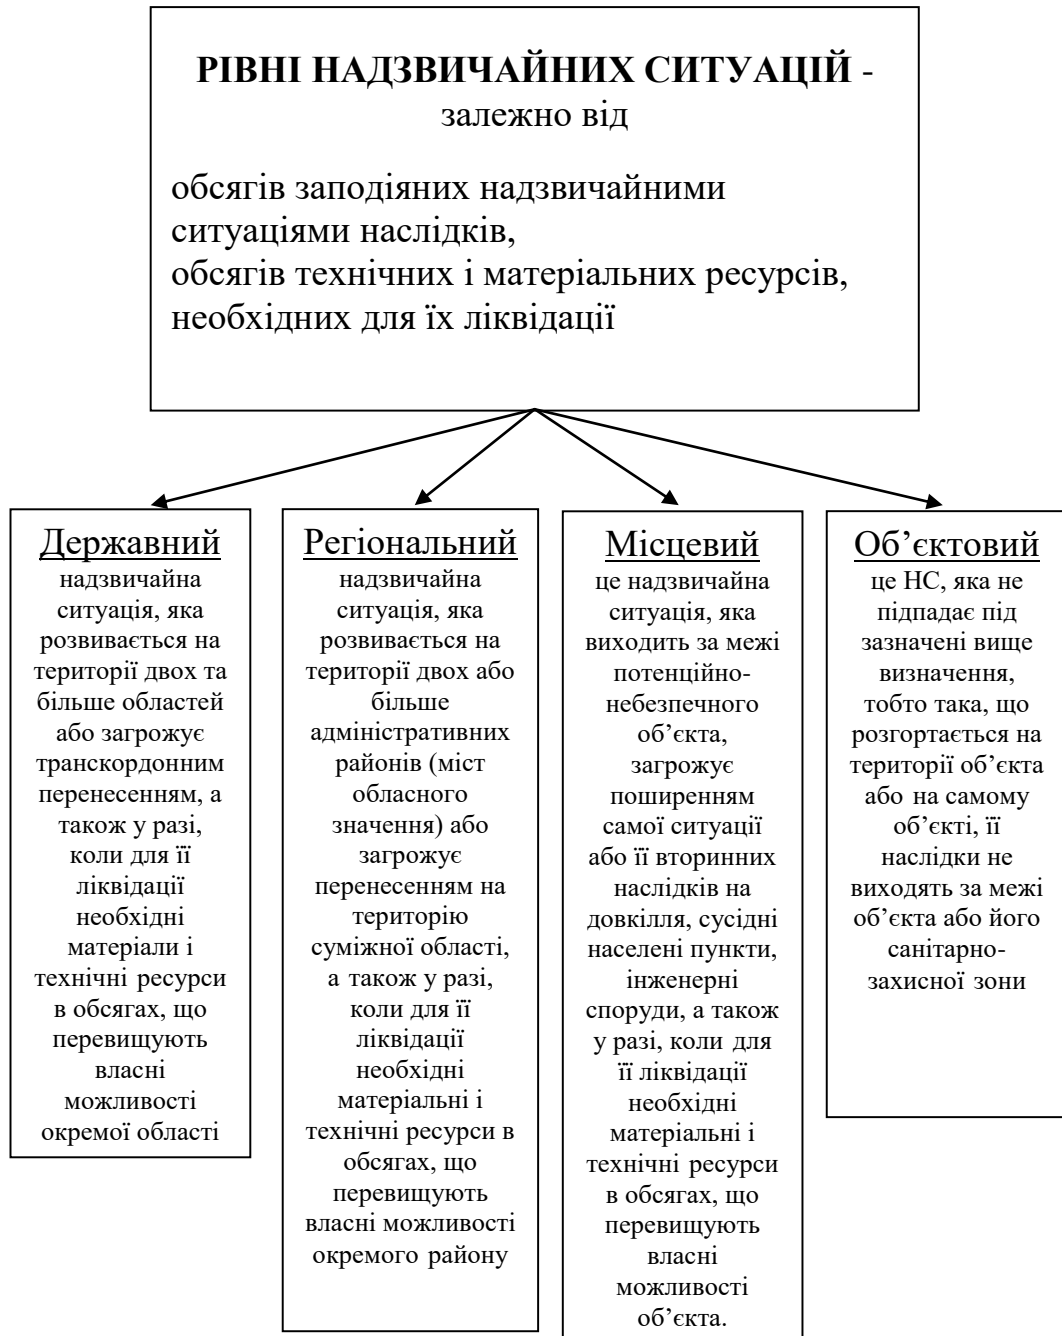 РІВНІ НАДЗВИЧАЙНИХ СИТУАЦІЙ -
залежно від
обсягів заподіяних надзвичайними
ситуаціями наслідків,
обсягів технічних і матеріальних ресурсів,
необхідних для їх ліквідації
Державний
надзвичайна
ситуація, яка
розвивається на
території двох та
більше областей
або загрожує
транскордонним
перенесенням, а
також у разі,
коли для її
ліквідації
необхідні
матеріали і
технічні ресурси
в обсягах, що
перевищують
власні
можливості
окремої області
Регіональний
надзвичайна
ситуація, яка
розвивається на
території двох або
більше
адміністративних
районів (міст
обласного
значення) або
загрожує
перенесенням на
територію
суміжної області,
а також у разі,
коли для її
ліквідації
необхідні
матеріальні і
технічні ресурси в
обсягах, що
перевищують
власні можливості
окремого району
Місцевий
це надзвичайна
ситуація, яка
виходить за межі
потенційно-
небезпечного
об’єкта,
загрожує
поширенням
самої ситуації
або її вторинних
наслідків на
довкілля, сусідні
населені пункти,
інженерні
споруди, а також
у разі, коли для
її ліквідації
необхідні
матеріальні і
технічні ресурси
в обсягах, що
перевищують
власні
можливості
об’єкта.
Об’єктовий
це НС, яка не
підпадає під
зазначені вище
визначення,
тобто така, що
розгортається на
території об’єкта
або на самому
об’єкті, її
наслідки не
виходять за межі
об’єкта або його
санітарно-
захисної зони